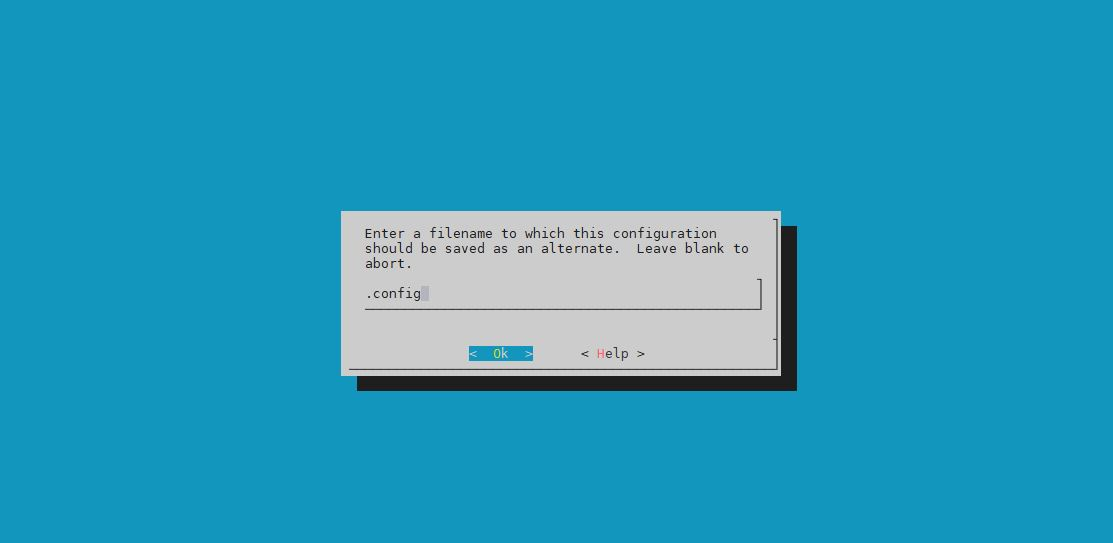 Enter a filename to which this configuration
should be saved as an alternate.  Leave blank to
abort.
.config
<  Ok  >      < Help >